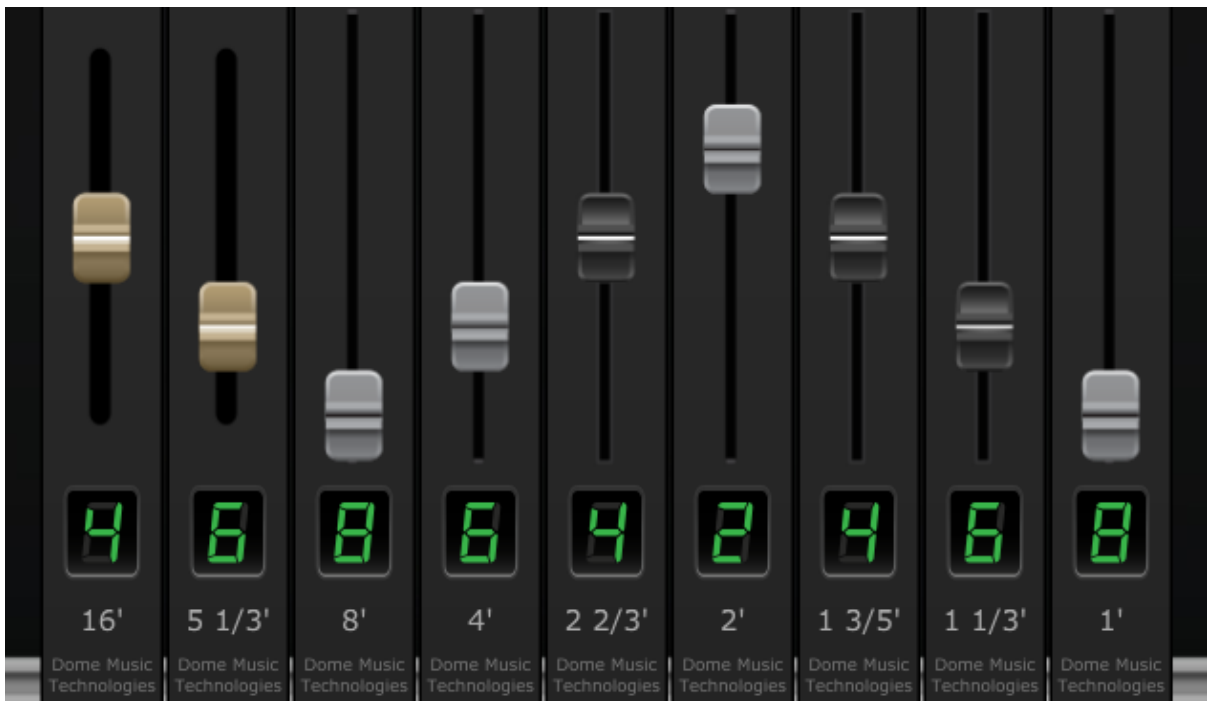 4 6 8 6 4 2 4 6 8
16' 5 1/3' 8' 4' 2 2/3' 2' 1 3/5' 1 1/3' 1'
Dome Music Dome Music Dome Music Dome Music Dome Music Dome Music Dome Music Dome Music Dome Music
Technologies Technologies Technologies Technologies Technologies Technologies Technologies Technologies Technologies